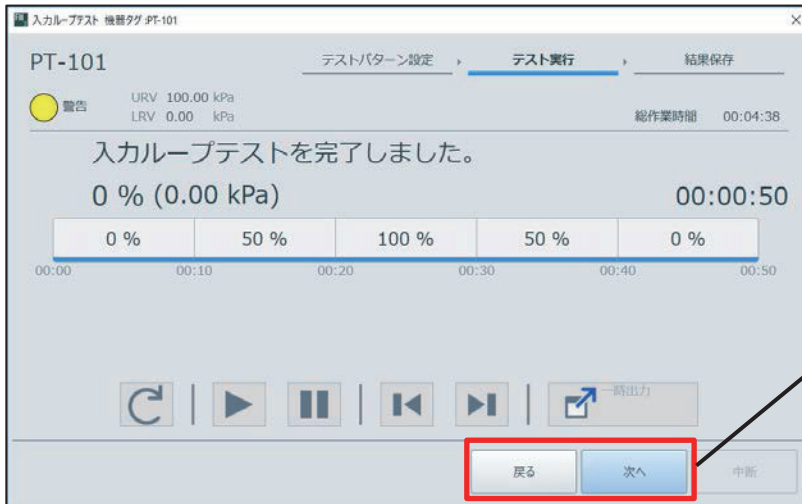 入力ループテスト 機器タグ:PT-101
PT-101
テストパターン設定 テスト実行 結果保存
警告
URV 100.00 kPa
LRV 0.00 kPa
総作業時間 00:04:38
入力ループテストを完了しました。
0 % (0.00 kPa) 00:00:50
0 % 50 % 100 % 50 % 0 %
00:00 00:10 00:20 00:30 00:40 00:50
一時出力
戻る 次へ 中断